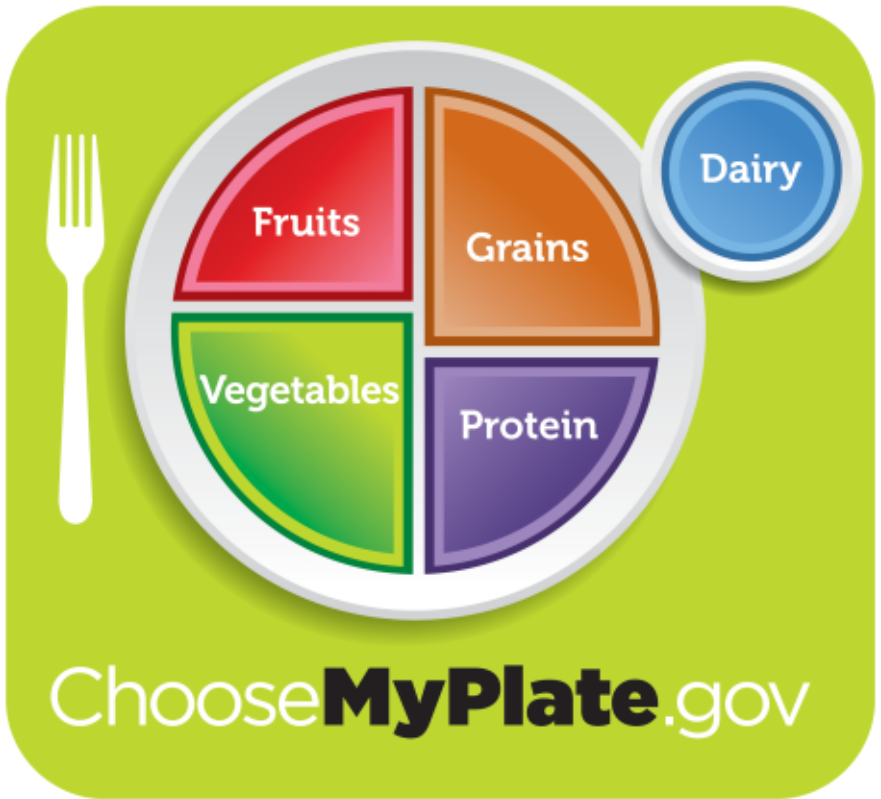 Dairy
Fruits
Grains
Vegetables
Protein
ChooseMyPlate.gov